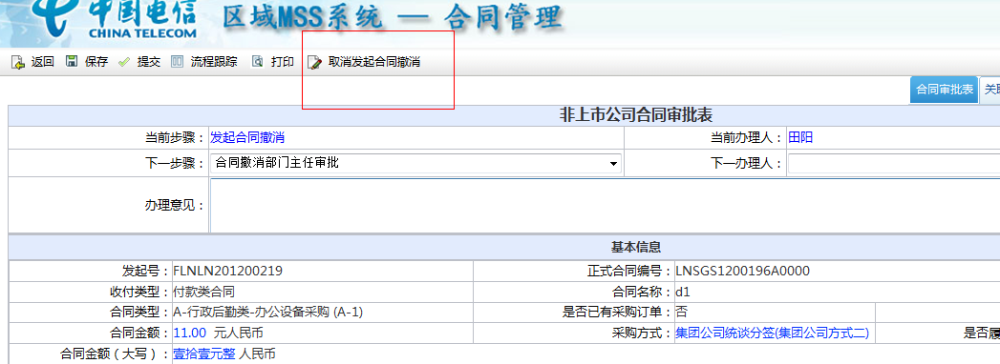 中国电信 区域MSS系统 — 合同管理
CHINA TELECOM
返回 保存 提交 流程跟踪 打印 取消发起合同撤消
合同审批表 关联
非上市公司合同审批表
当前步骤： 发起合同撤消 当前办理人： 田阳
下一步骤： 合同撤消部门主任审批 下一办理人：
办理意见：
基本信息
发起号： FLNLN201200219 正式合同编号： LNSGS1200196A0000
收付类型： 付款类合同 合同名称： d1
合同类型： A-行政后勤类-办公设备采购 (A-1) 是否已有采购订单： 否
合同金额： 11.00 元人民币 采购方式： 集团公司统谈分签(集团公司方式二) 是否履
合同金额（大写）： 壹拾壹元整 人民币